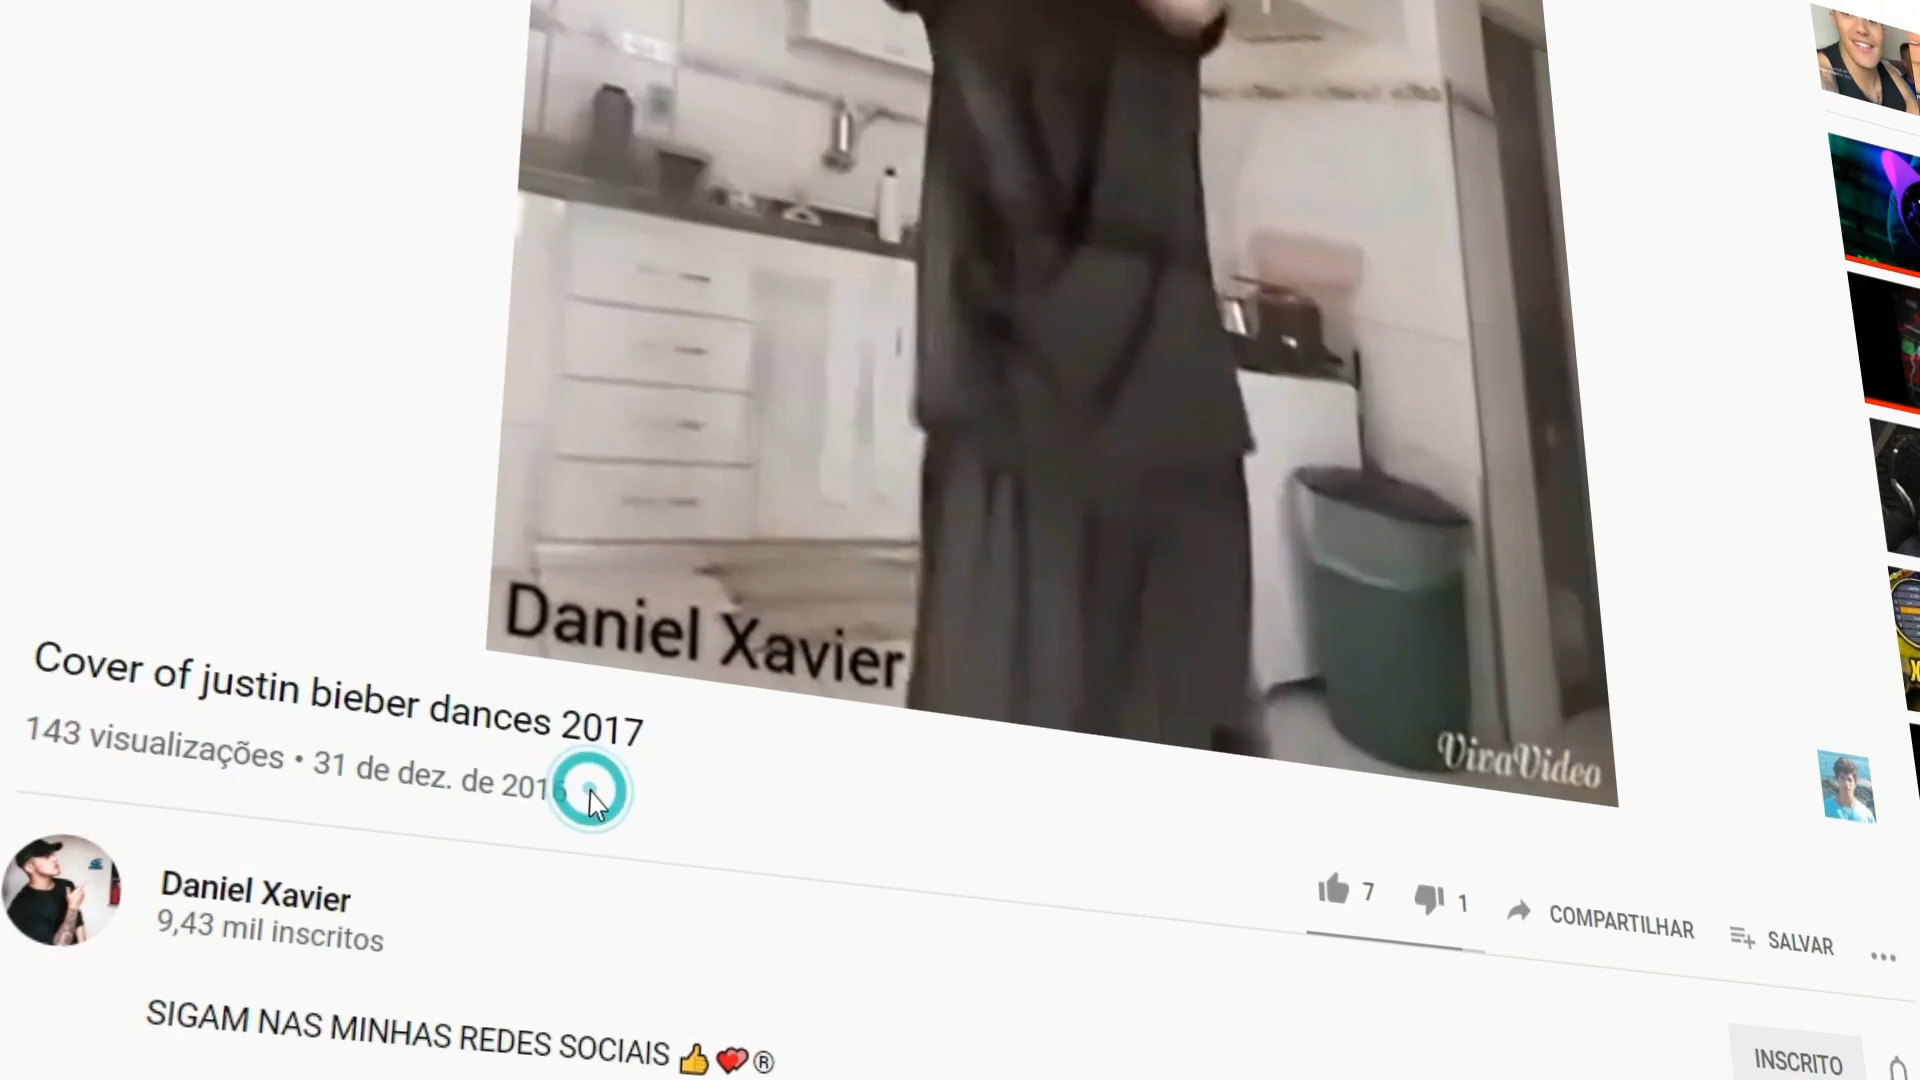 Daniel Xavier
VivaVideo
Cover of justin bieber dances 2017
143 visualizações • 31 de dez. de 2016
7
1
COMPARTILHAR
SALVAR
Daniel Xavier
9,43 mil inscritos
INSCRITO
SIGAM NAS MINHAS REDES SOCIAIS 👍💕®